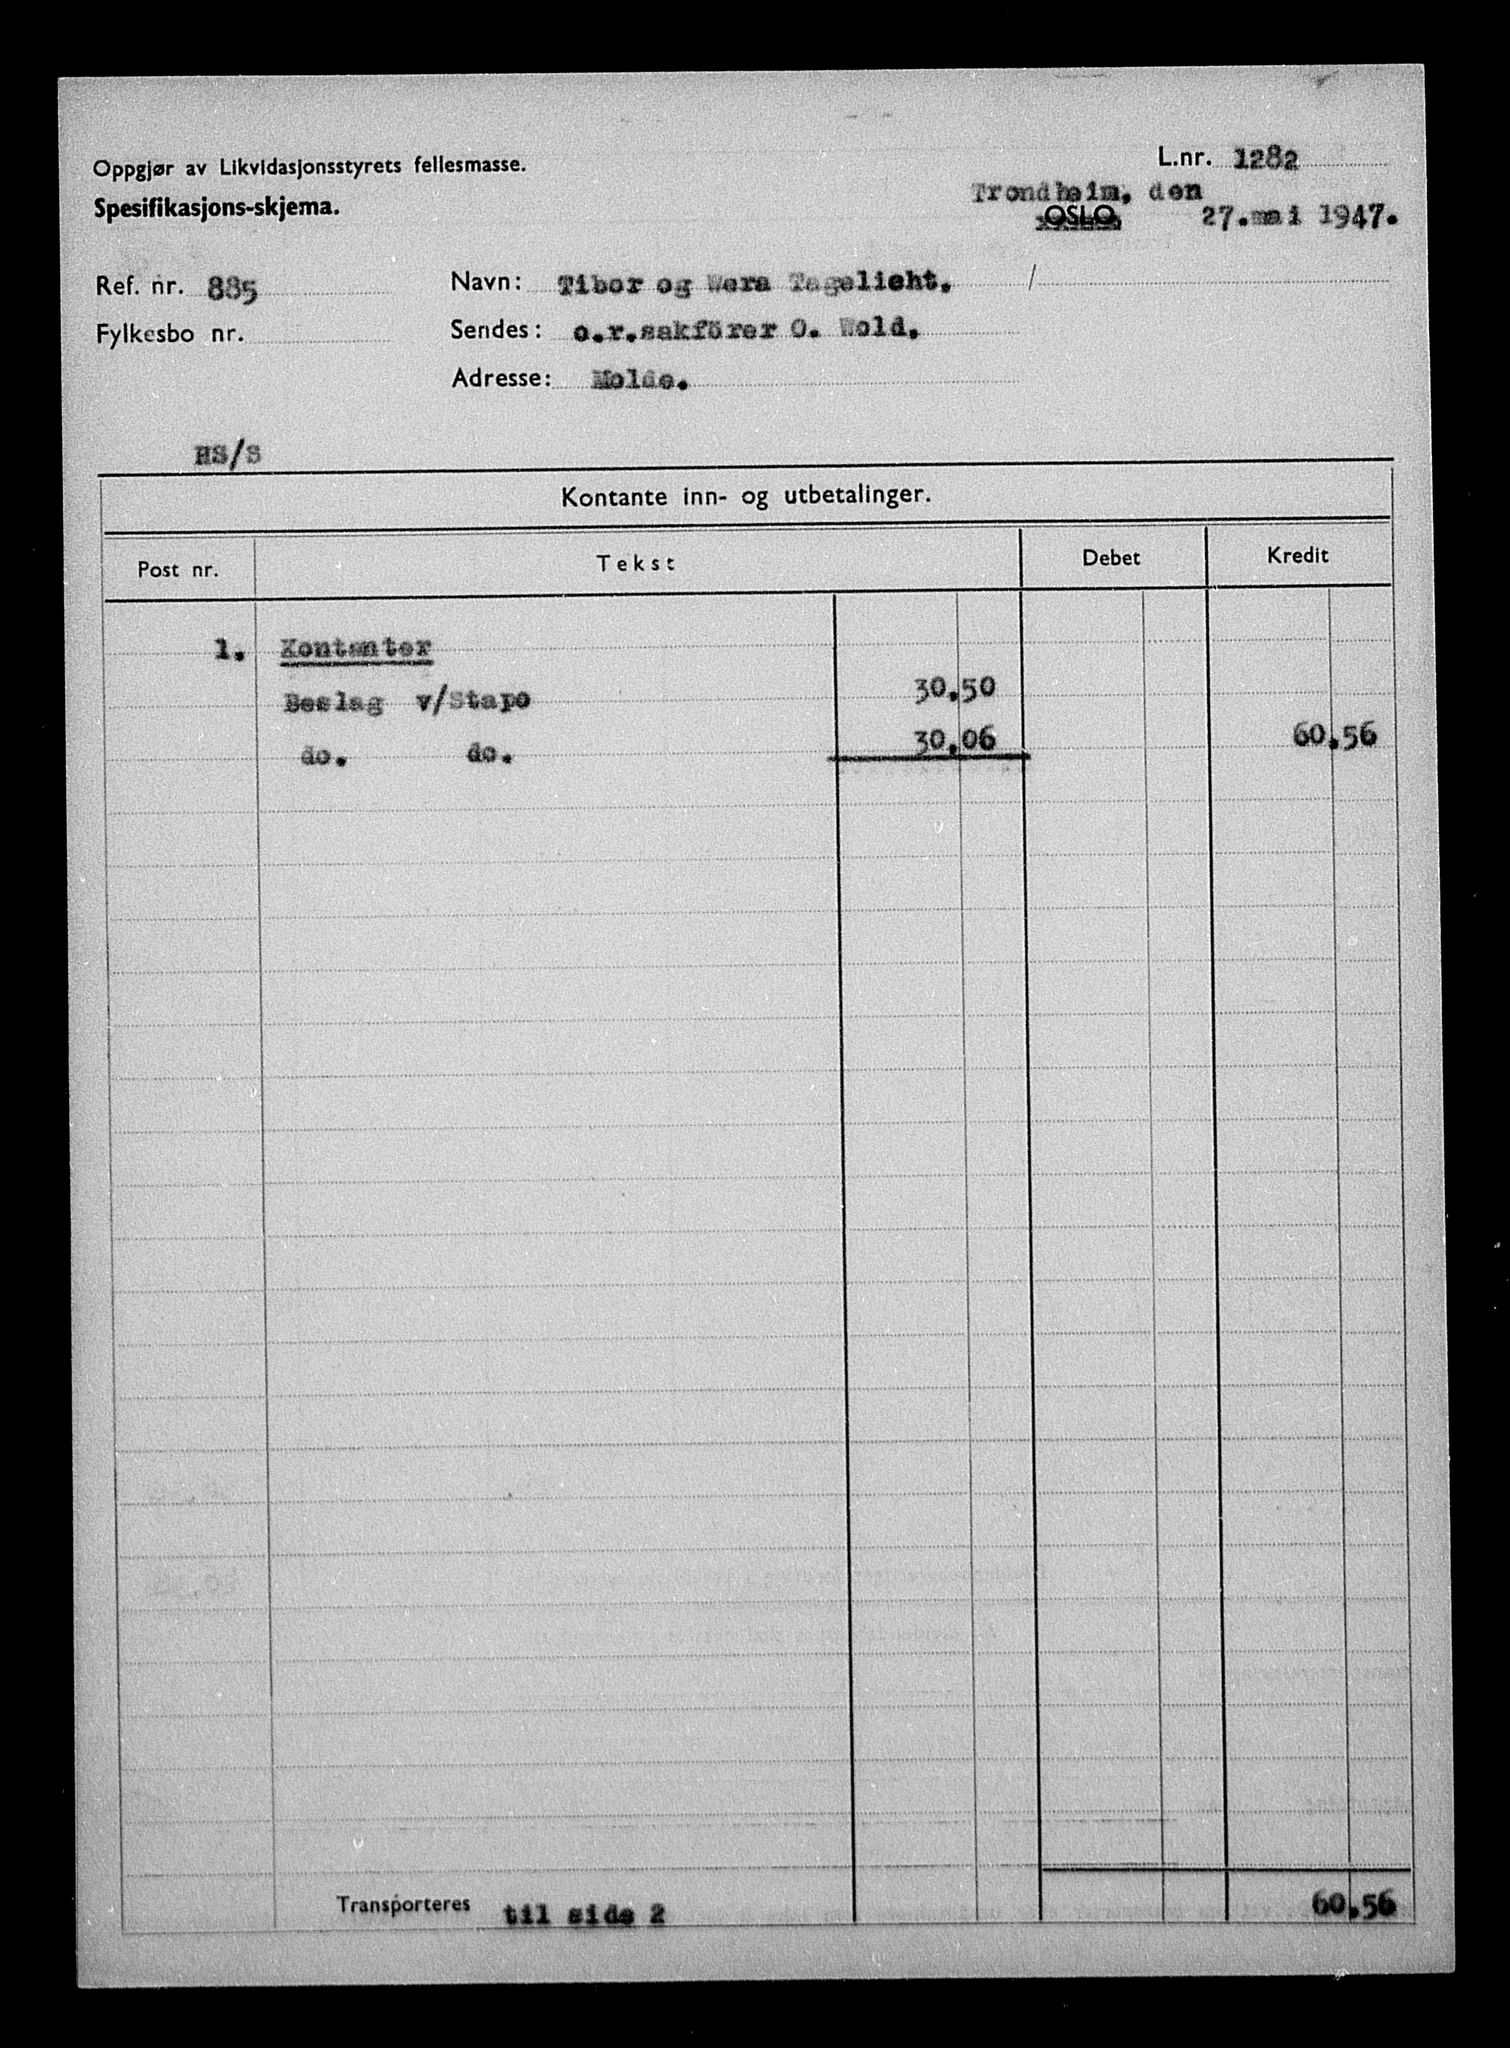 Oppgjør av Likvidasjonsstyrets fellesmasse.
L.nr. 1282
Spesifikasjons-skjema.
Trondheim, den
OSLO, 27.mai 1947.
Ref. nr. 885
Navn: Tibor og Wera Tagelicht. /
Fylkesbo nr.
Sendes: o.r.sakförer O. Wold.
Adresse: Molde.
HS/S
Kontante inn- og utbetalinger.
Post nr. Tekst Debet Kredit
1. Kontanter
Beslag v/Stapo 30.50
do. do. 30.06 60.56
Transporteres til side 2 60.56